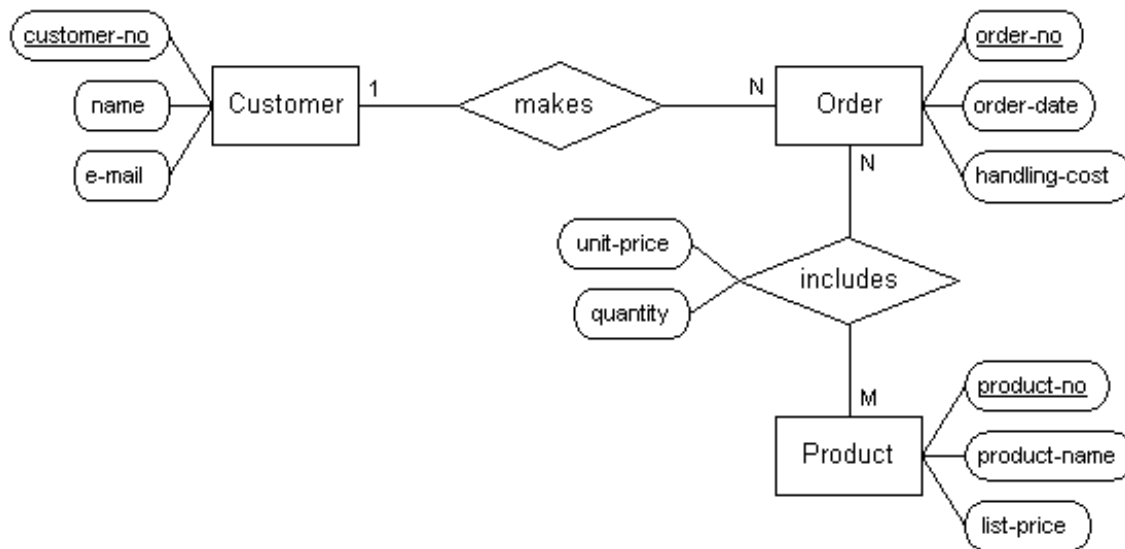 customer-no
name
e-mail
Customer
1
makes
N
Order
order-no
order-date
handling-cost
N
unit-price
quantity
includes
M
Product
product-no
product-name
list-price